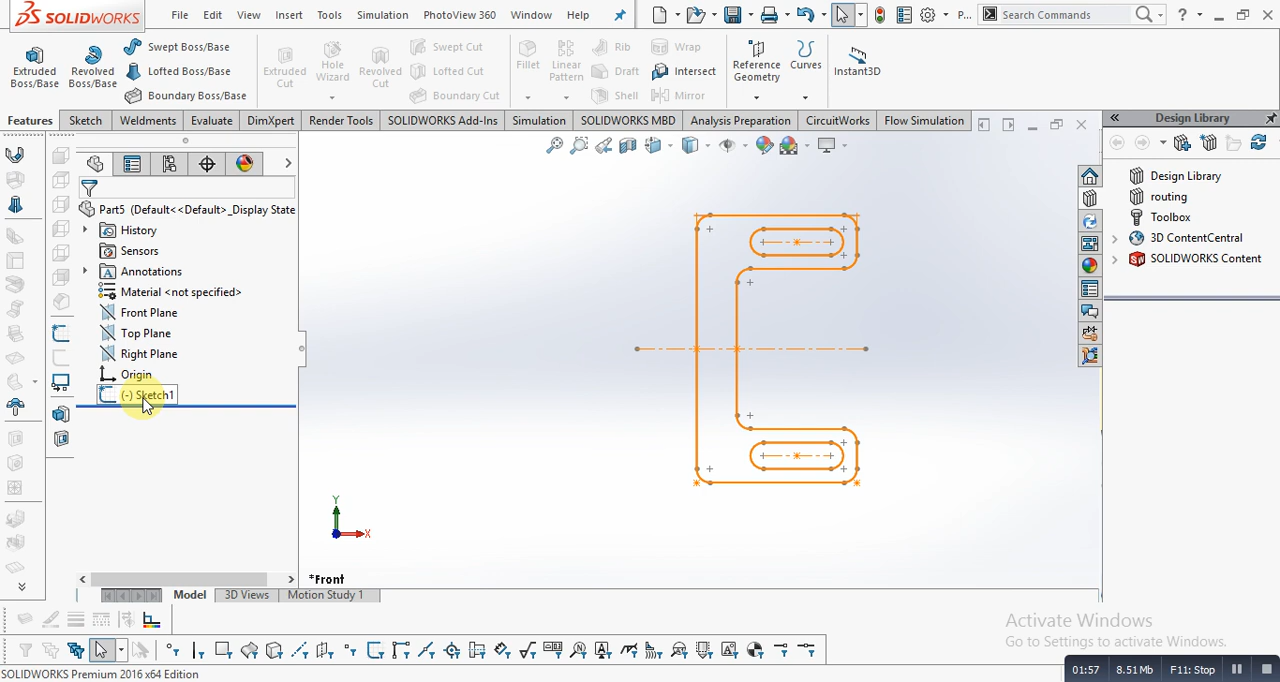 SOLIDWORKS
File Edit View Insert Tools Simulation PhotoView 360 Window Help
P...
Search Commands
?
Extruded Boss/Base
Revolved Boss/Base
Swept Boss/Base
Lofted Boss/Base
Boundary Boss/Base
Extruded Cut
Hole Wizard
Revolved Cut
Swept Cut
Lofted Cut
Boundary Cut
Fillet
Linear Pattern
Rib
Draft
Shell
Wrap
Intersect
Mirror
Reference Geometry
Curves
Instant3D
Features Sketch Weldments Evaluate DimXpert Render Tools SOLIDWORKS Add-Ins Simulation SOLIDWORKS MBD Analysis Preparation CircuitWorks Flow Simulation
Design Library
Part5 (Default<<Default>_Display State
History
Sensors
Annotations
Material <not specified>
Front Plane
Top Plane
Right Plane
Origin
(-) Sketch1
Design Library
routing
Toolbox
3D ContentCentral
SOLIDWORKS Content
Y
X
*Front
Model 3D Views Motion Study 1
Activate Windows
Go to Settings to activate Windows.
01:57 8.51Mb F11: Stop
SOLIDWORKS Premium 2016 x64 Edition